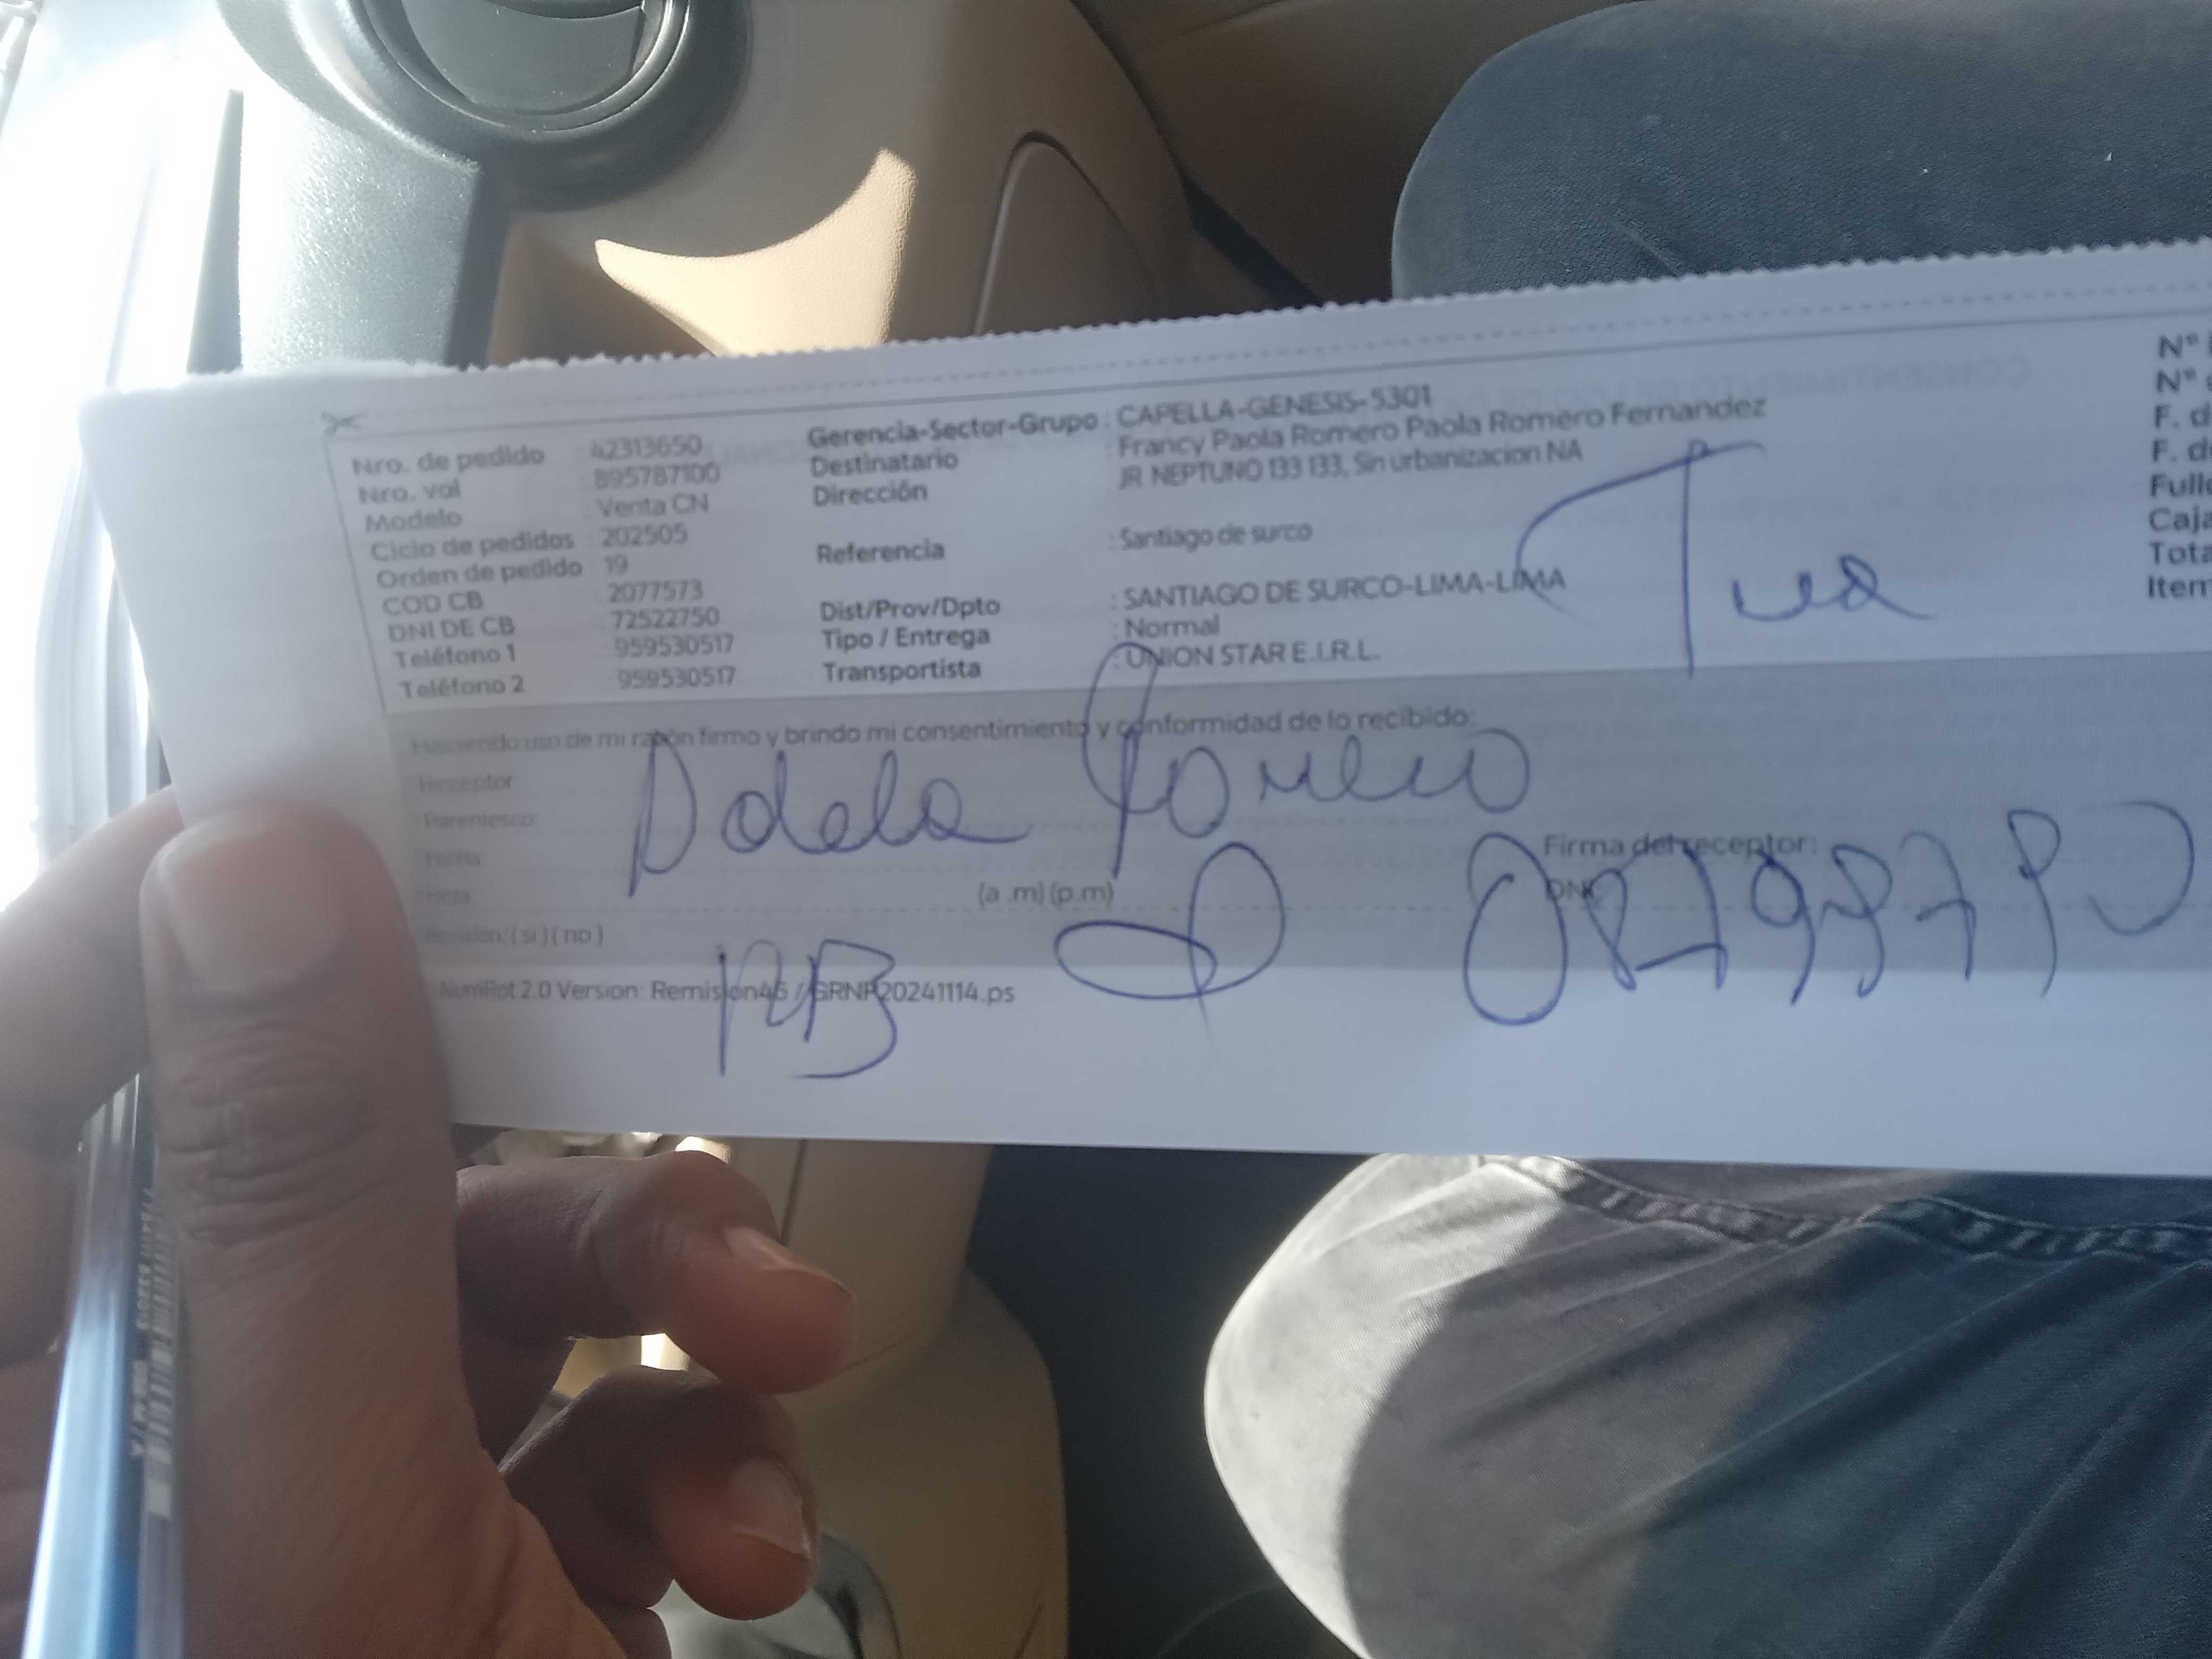 Nro. de pedido : 42313650
Nro. vol : 895787100
Modelo : Venta CN
Ciclo de pedidos 202505
Orden de pedido 19
COD CB 2077573
DNI DE CB 72522750
Teléfono 1 959530517
Teléfono 2 959530517
Gerencia-Sector-Grupo : CAPELLA-GENESIS-5301
Destinatario : Francy Paola Romero Paola Romero Fernandez
Dirección JR NEPTUNO 133 133, Sin urbanizacion NA
Referencia : Santiago de surco
Dist/Prov/Dpto : SANTIAGO DE SURCO-LIMA-LIMA
Tipo / Entrega : Normal
Transportista : UNION STAR E.I.R.L.
N°
N°
F. d
F. d
Caja
Tota
Item
Haciendo uso de mi razón firmo y brindo mi consentimiento y conformidad de lo recibido:
Receptor
Parentesco:
Fecha:
Hora (a .m) (p.m)
Firma del receptor:
DNI:
( si ) ( no )
Adela Romero
NumRot 2.0 Version: Remision45 / GRNP20241114.ps